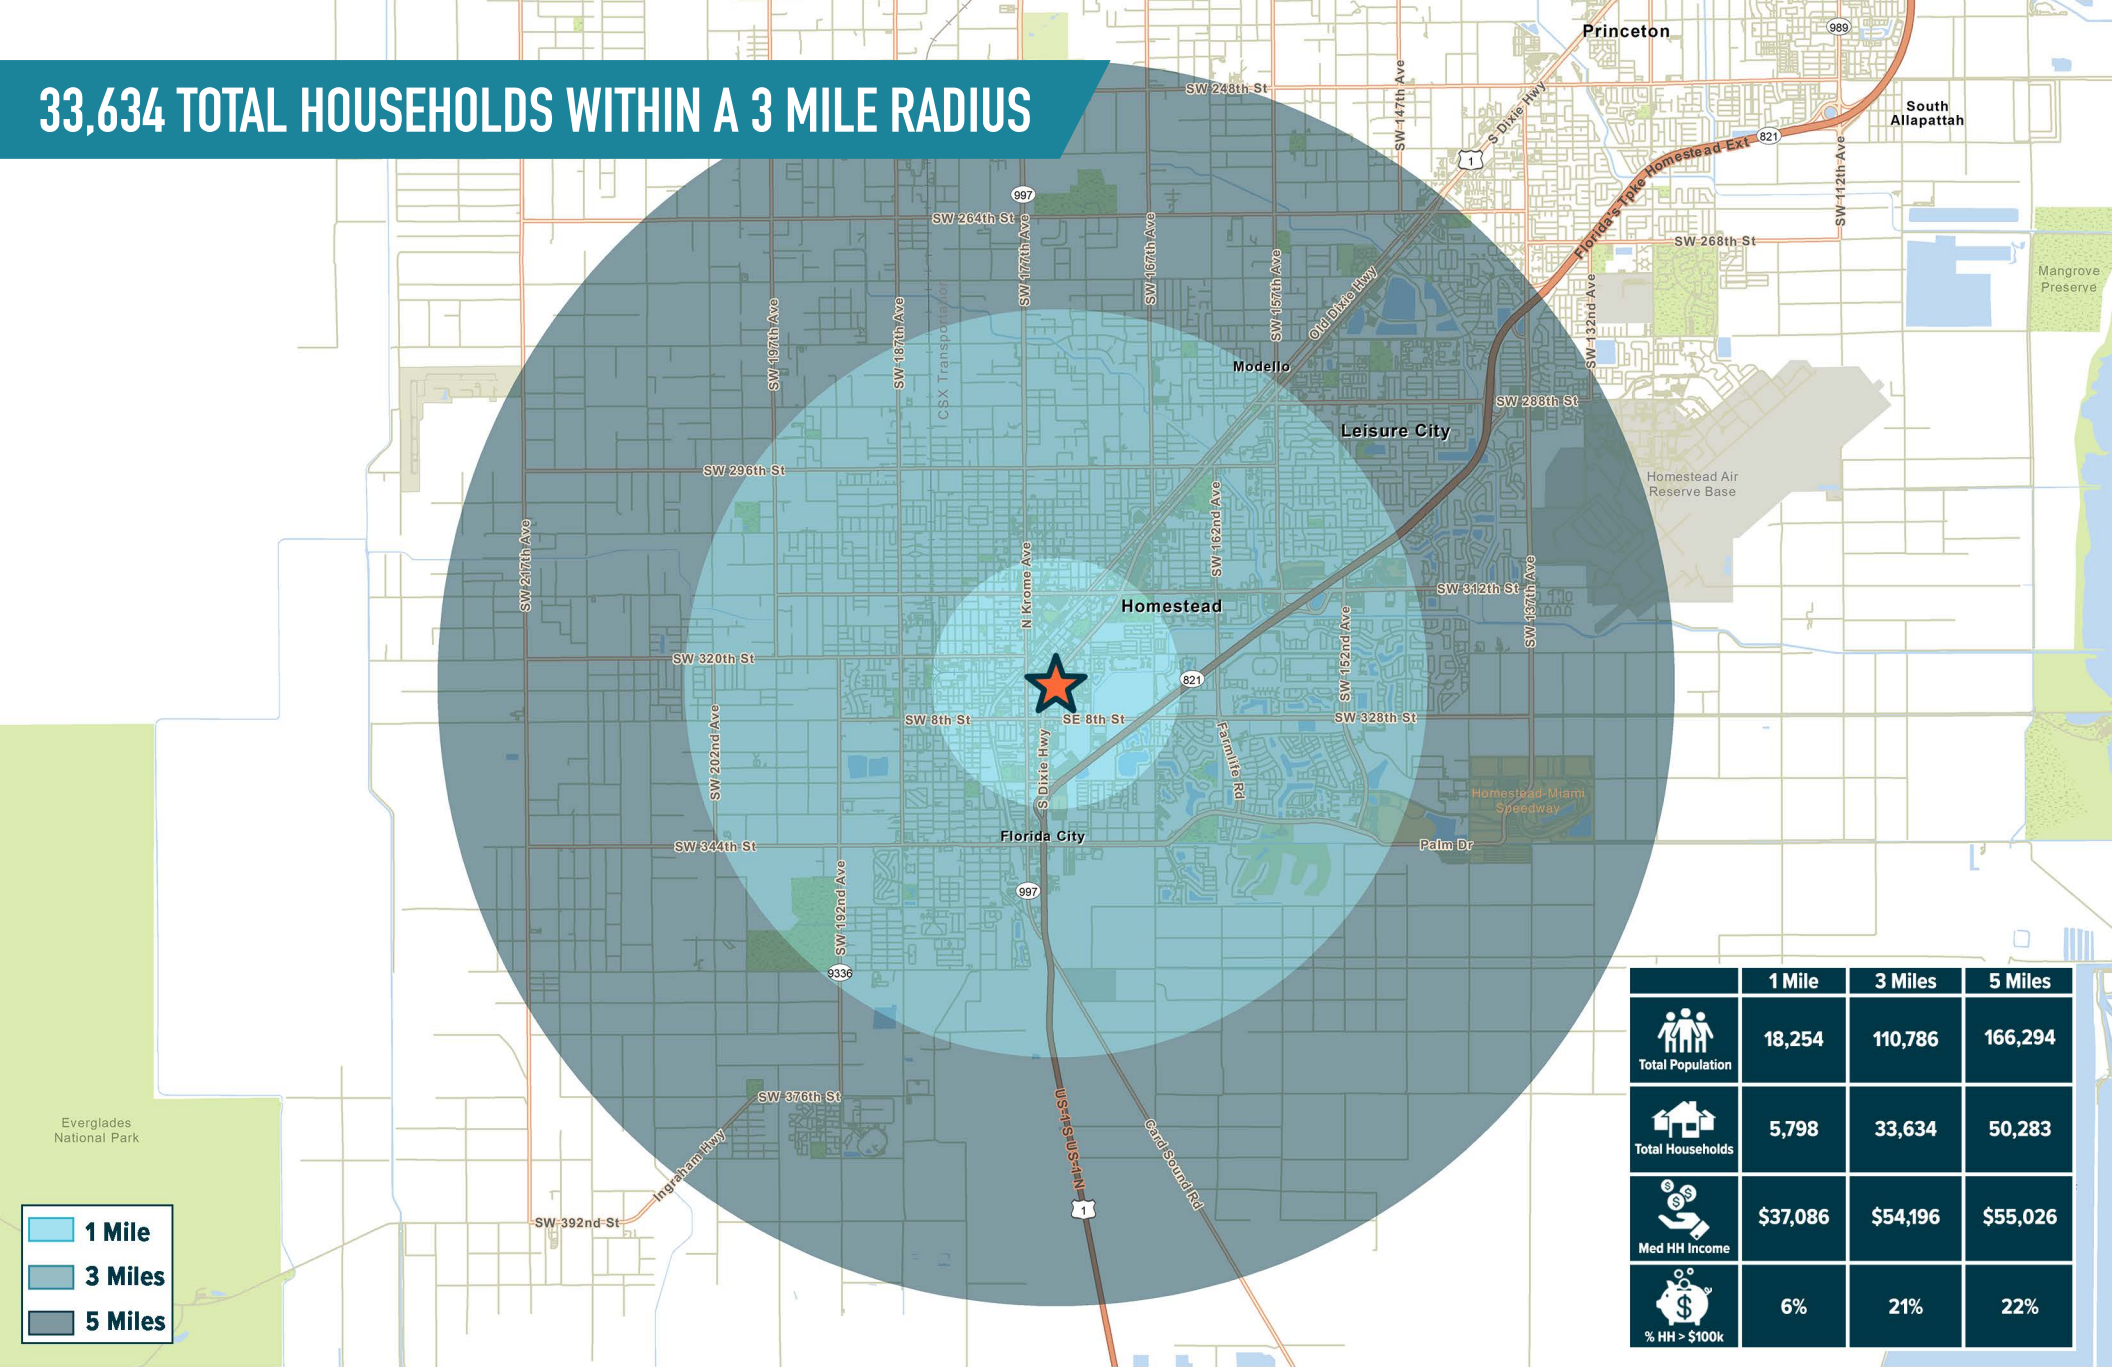 Princeton
989
33,634 TOTAL HOUSEHOLDS WITHIN A 3 MILE RADIUS
SW 248th St
SW 147th Ave
S Dixie Hwy
South
Allapattah
821
1
Florida's Tpke Homestead Ext
SW 112th Ave
997
SW 264th St
SW 177th Ave
SW 167th Ave
SW 157th Ave
SW 268th St
Mangrove
Preserve
SW 197th Ave
SW 187th Ave
CSX Transportation
Old Dixie Hwy
SW 132nd Ave
Modello
SW 288th St
Leisure City
SW 296th St
Homestead Air
Reserve Base
SW 217th Ave
N Krome Ave
SW 162nd Ave
SW 312th St
SW 137th Ave
Homestead
SW 152nd Ave
SW 320th St
821
SW 8th St
SE 8th St
SW 328th St
SW 202nd Ave
S Dixie Hwy
Farmlife Rd
Homestead-Miami
Speedway
Florida City
SW 344th St
Palm Dr
997
SW 192nd Ave
9336
SW 376th St
US-1 S US-1 N
Card Sound Rd
Everglades
National Park
Ingraham Hwy
1
SW 392nd St
1 Mile
3 Miles
5 Miles
1 Mile 3 Miles 5 Miles
Total Population 18,254 110,786 166,294
Total Households 5,798 33,634 50,283
Med HH Income $37,086 $54,196 $55,026
% HH > $100k 6% 21% 22%